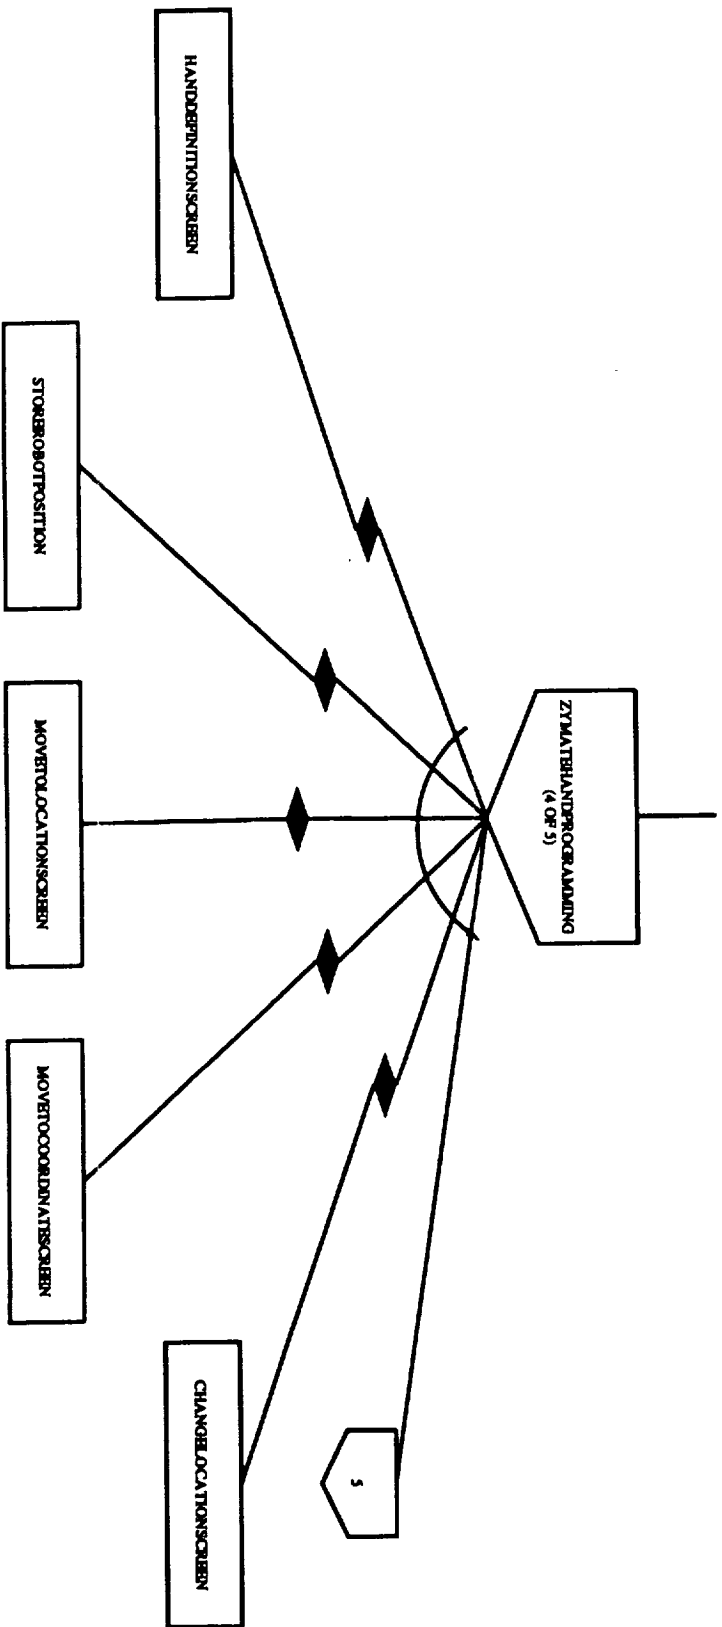 ZYMATEHANDPROGRAMMING
(4 OF 5)
HANDDEFINITIONSCREEN
STOREROBOTPOSITION
MOVETOLOCATIONSCREEN
MOVETOCOORDINATESCREEN
CHANGELOCATIONSCREEN
5